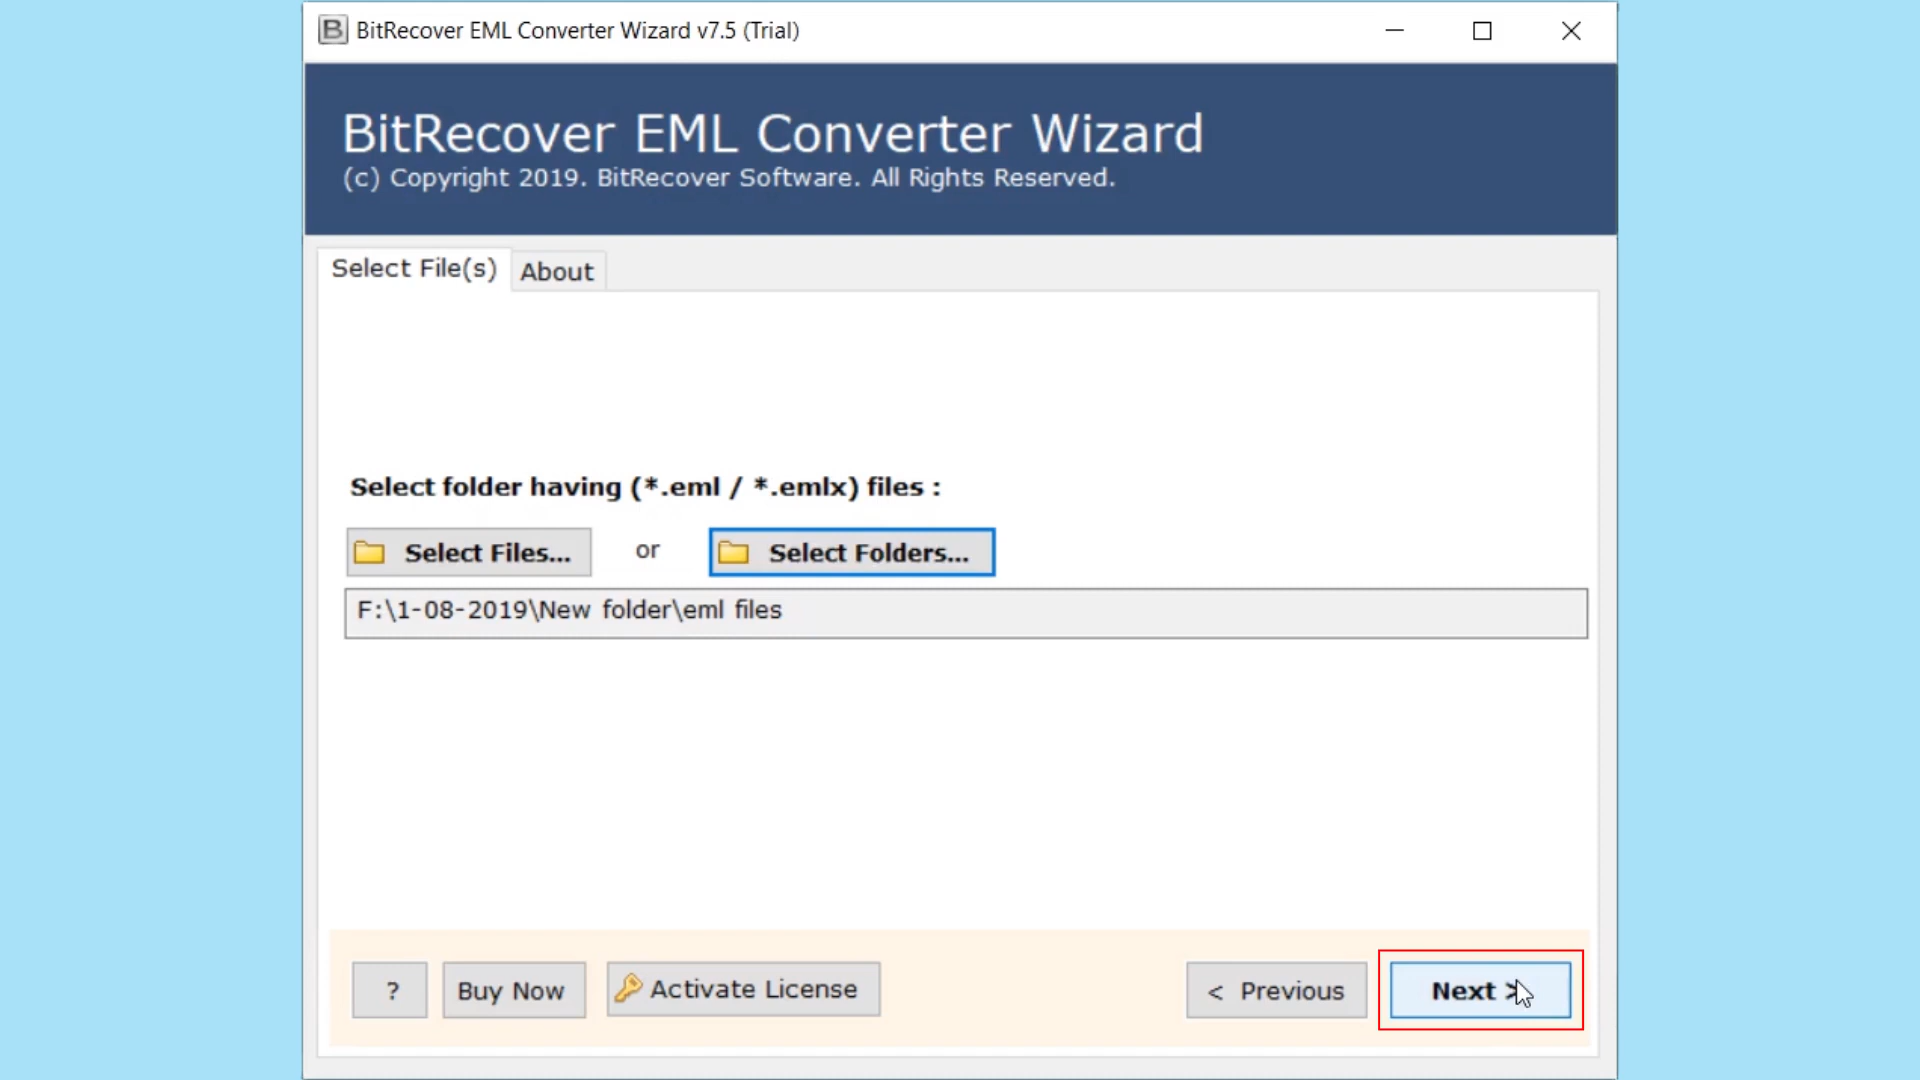 BitRecover EML Converter Wizard v7.5 (Trial)
BitRecover EML Converter Wizard
(c) Copyright 2019. BitRecover Software. All Rights Reserved.
Select File(s) About
Select folder having (*.eml / *.emlx) files :
Select Files... or Select Folders...
F:\1-08-2019\New folder\eml files
? Buy Now Activate License < Previous Next >